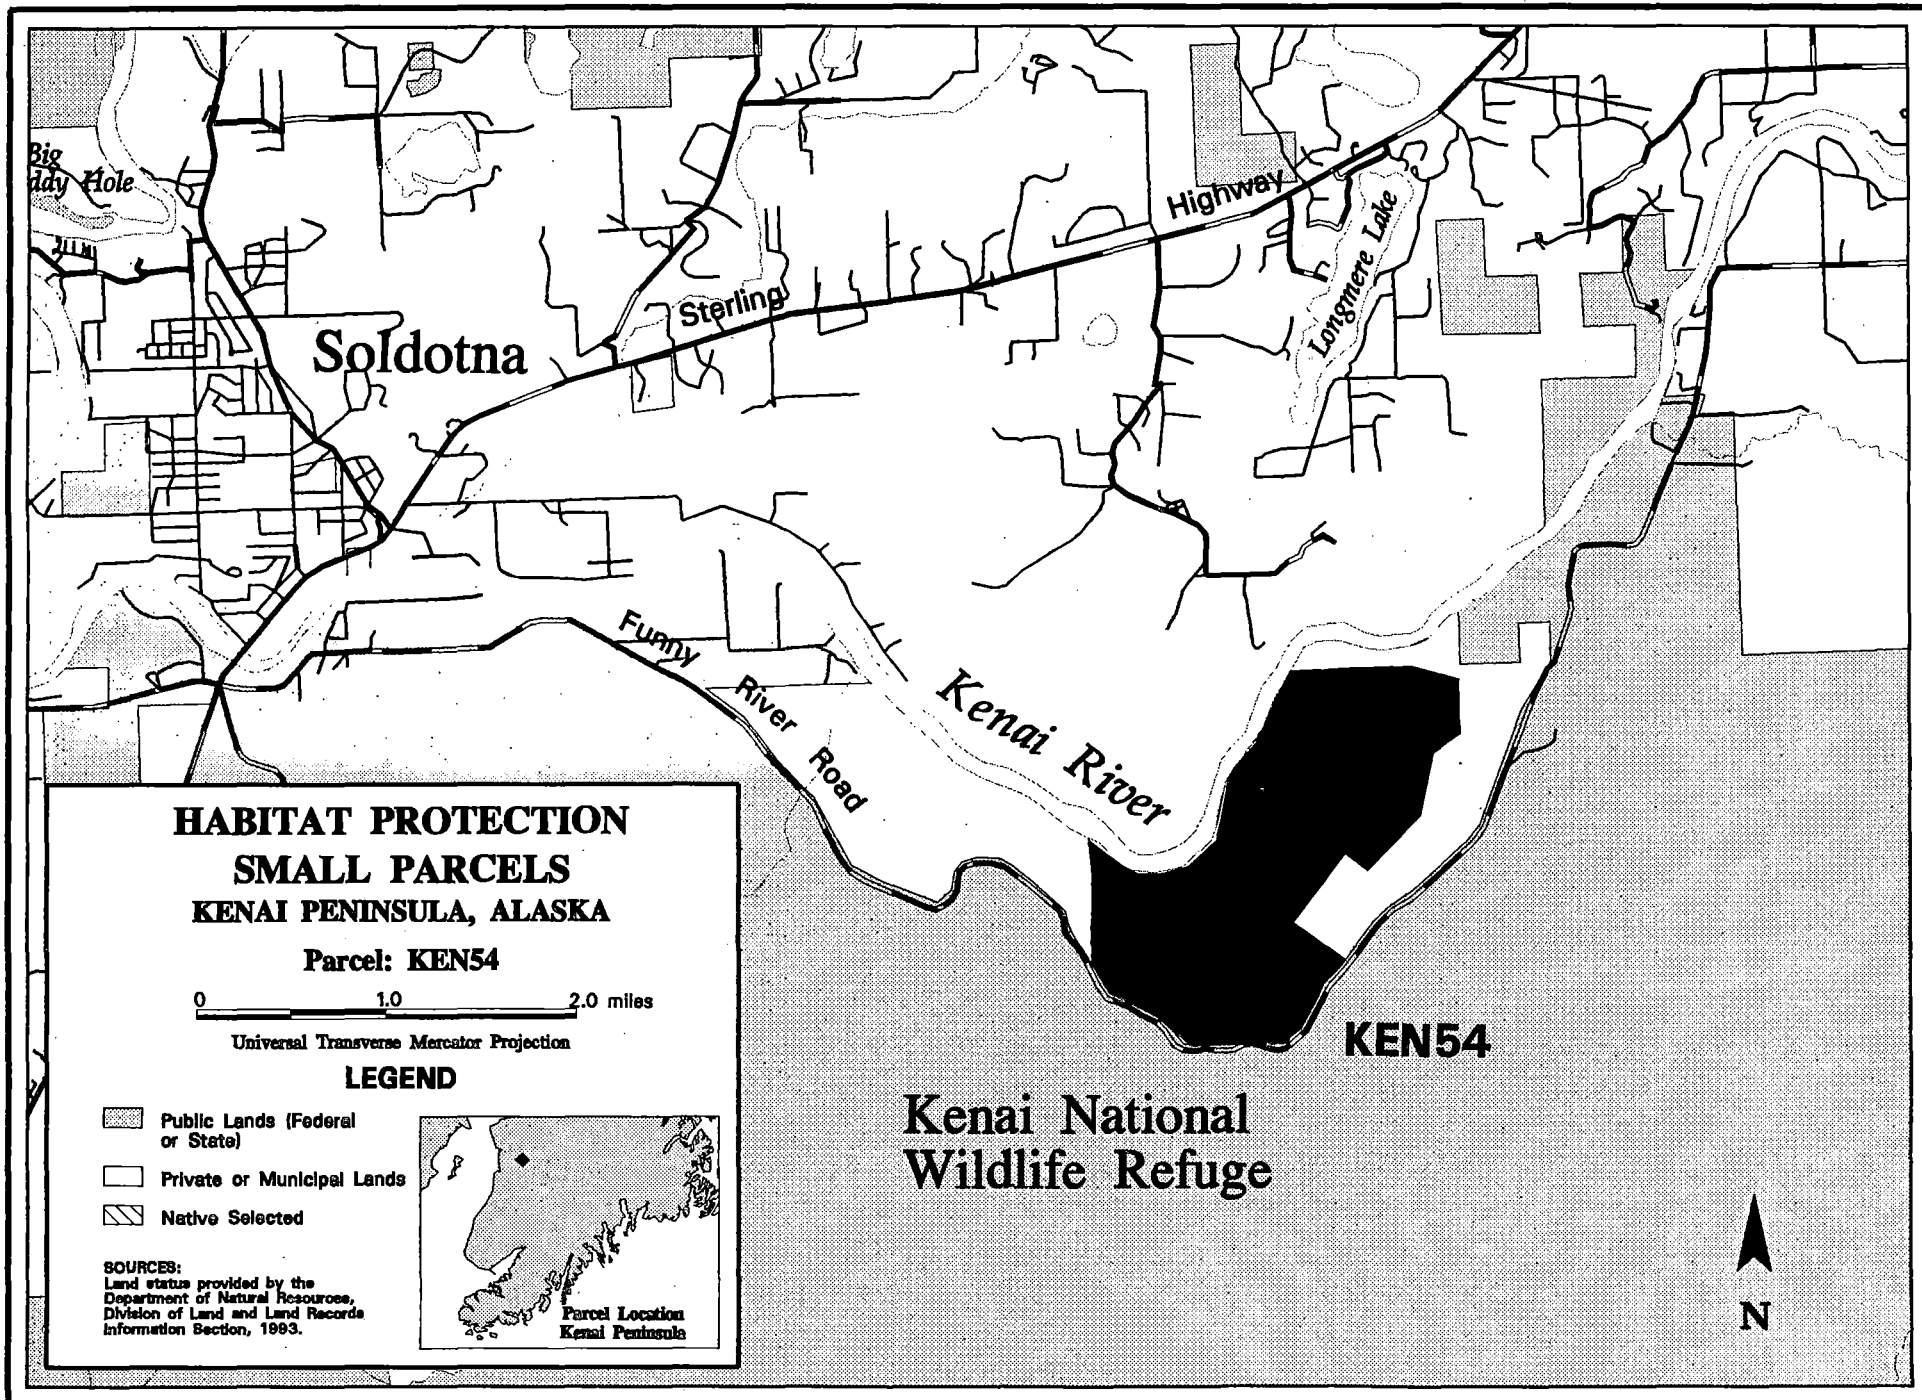 Big
ddy Hole
Highway
Longmere Lake
Sterling
Soldotna
Funny
River
Road
Kenai River
HABITAT PROTECTION
SMALL PARCELS
KENAI PENINSULA, ALASKA
Parcel: KEN54
0 1.0 2.0 miles
Universal Transverse Mercator Projection
LEGEND
Public Lands (Federal
or State)
Private or Municipal Lands
Native Selected
SOURCES:
Land status provided by the
Department of Natural Resources,
Division of Land and Land Records
Information Section, 1993.
Parcel Location
Kenai Peninsula
KEN54
Kenai National
Wildlife Refuge
N